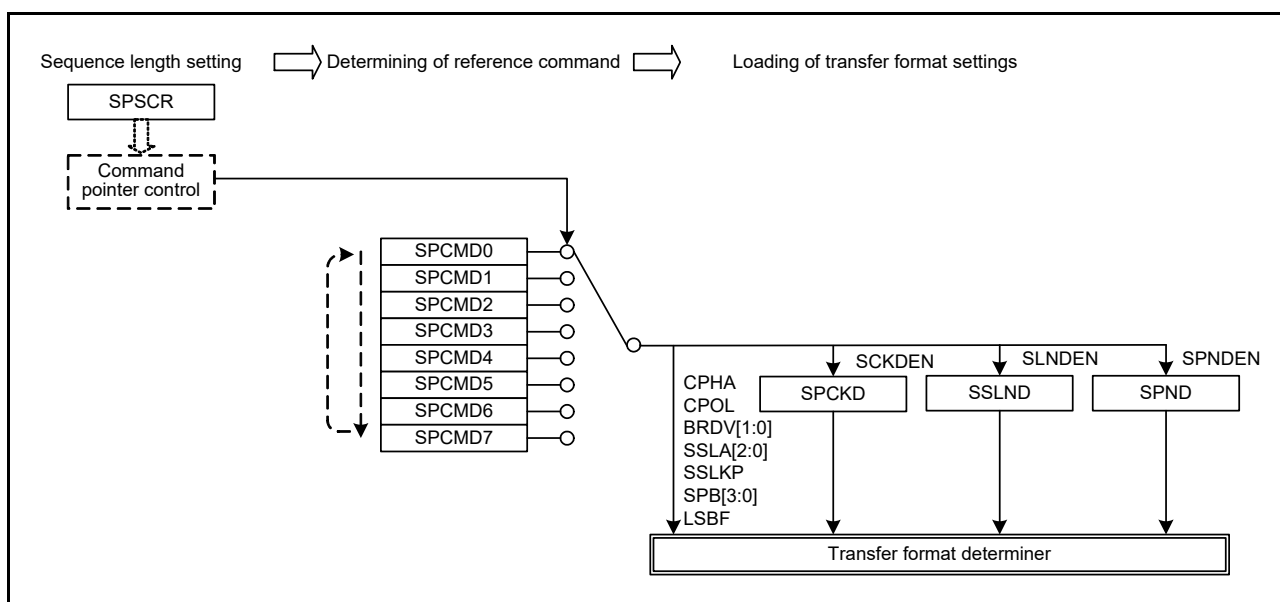 Sequence length setting
Determining of reference command
Loading of transfer format settings
SPSCR
Command
pointer control
SPCMD0
SPCMD1
SPCMD2
SPCMD3
SPCMD4
SPCMD5
SPCMD6
SPCMD7
SCKDEN
SLNDEN
SPNDEN
CPHA
CPOL
BRDV[1:0]
SSLA[2:0]
SSLKP
SPB[3:0]
LSBF
SPCKD
SSLND
SPND
Transfer format determiner